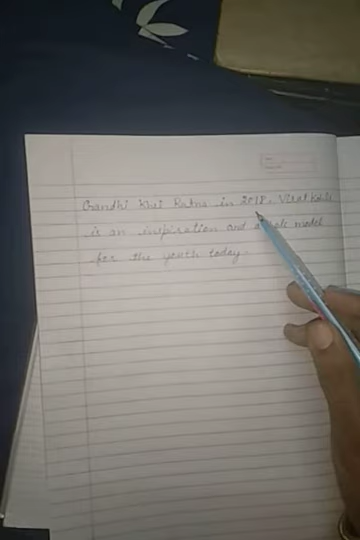 Gandhi Khel Ratna in 2018. Virat Kohli
is an inspiration and role model
for the youth today.